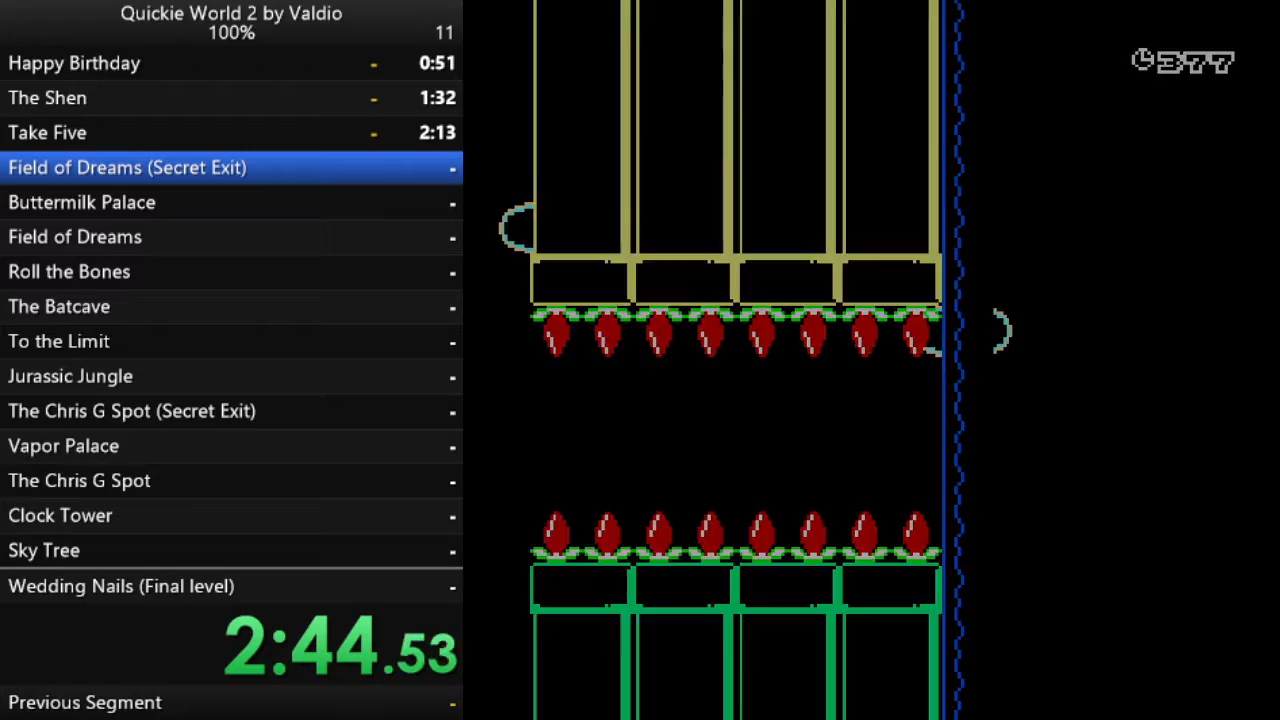 Quickie World 2 by Valdio
100% 11
Happy Birthday - 0:51
The Shen - 1:32
Take Five - 2:13
Field of Dreams (Secret Exit) -
Buttermilk Palace -
Field of Dreams -
Roll the Bones -
The Batcave -
To the Limit -
Jurassic Jungle -
The Chris G Spot (Secret Exit) -
Vapor Palace -
The Chris G Spot -
Clock Tower -
Sky Tree -
Wedding Nails (Final level) -
2:44.53
Previous Segment -
377